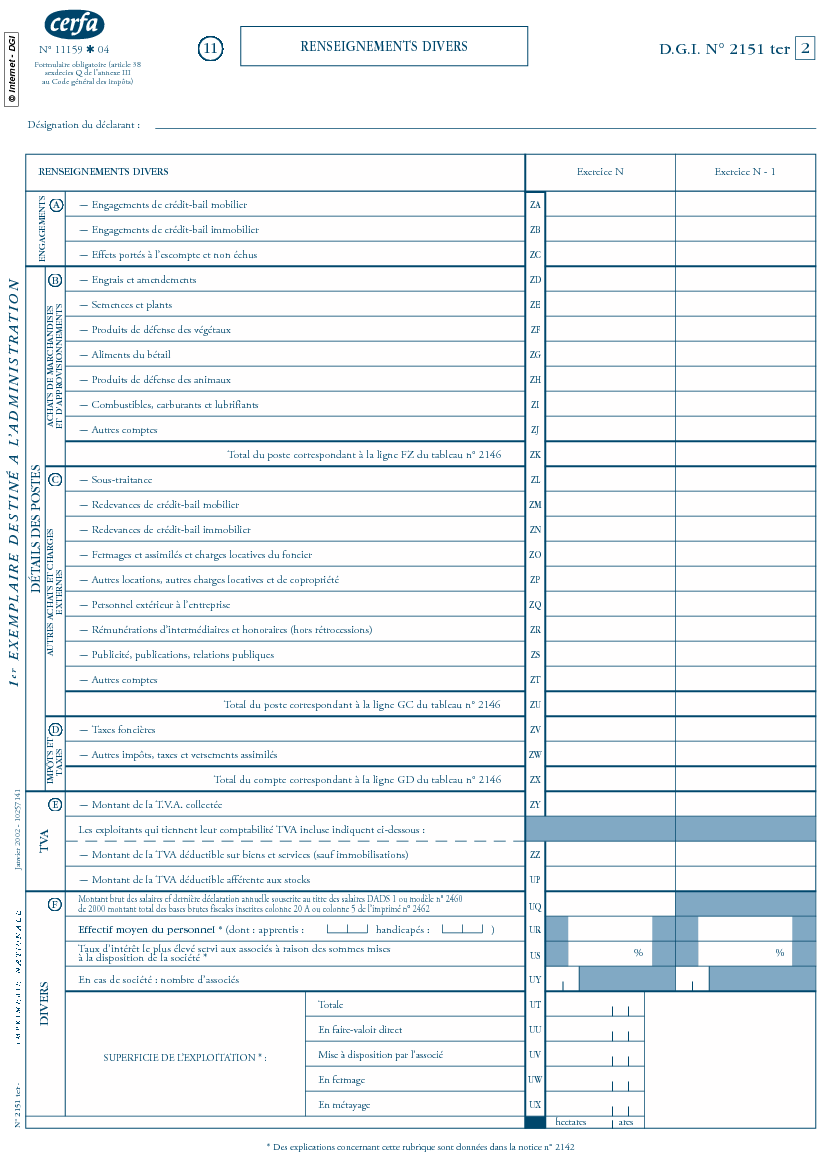 cerfa
N° 11159 ✱ 04
Formulaire obligatoire (article 38
sexdecies Q de l'annexe III
au Code général des impôts)
© Internet - DGI
11
RENSEIGNEMENTS DIVERS
D.G.I. N° 2151 ter 2
Désignation du déclarant :
RENSEIGNEMENTS DIVERS Exercice N Exercice N - 1
ENGAGEMENTS
A — Engagements de crédit-bail mobilier ZA
— Engagements de crédit-bail immobilier ZB
— Effets portés à l'escompte et non échus ZC
1er EXEMPLAIRE DESTINÉ A L'ADMINISTRATION
DÉTAILS DES POSTES
ACHATS DE MARCHANDISES
ET D'APPROVISIONNEMENTS
B — Engrais et amendements ZD
— Semences et plants ZE
— Produits de défense des végétaux ZF
— Aliments du bétail ZG
— Produits de défense des animaux ZH
— Combustibles, carburants et lubrifiants ZI
— Autres comptes ZJ
Total du poste correspondant à la ligne FZ du tableau n° 2146 ZK
AUTRES ACHATS ET CHARGES
EXTERNES
C — Sous-traitance ZL
— Redevances de crédit-bail mobilier ZM
— Redevances de crédit-bail immobilier ZN
— Fermages et assimilés et charges locatives du foncier ZO
— Autres locations, autres charges locatives et de copropriété ZP
— Personnel extérieur à l'entreprise ZQ
— Rémunérations d'intermédiaires et honoraires (hors rétrocessions) ZR
— Publicité, publications, relations publiques ZS
— Autres comptes ZT
Total du poste correspondant à la ligne GC du tableau n° 2146 ZU
IMPÔTS ET
TAXES
D — Taxes foncières ZV
— Autres impôts, taxes et versements assimilés ZW
Total du compte correspondant à la ligne GD du tableau n° 2146 ZX
TVA
E — Montant de la T.V.A. collectée ZY
Les exploitants qui tiennent leur comptabilité TVA incluse indiquent ci-dessous :
— Montant de la TVA déductible sur biens et services (sauf immobilisations) ZZ
— Montant de la TVA déductible afférente aux stocks UP
Janvier 2002 - 10257141
DIVERS
F Montant brut des salaires cf dernière déclaration annuelle souscrite au titre des salaires DADS 1 ou modèle n° 2460
de 2000 montant total des bases brutes fiscales inscrites colonne 20 A ou colonne 5 de l'imprimé n° 2462 UQ
Effectif moyen du personnel * (dont : apprentis : handicapés : ) UR
Taux d'intérêt le plus élevé servi aux associés à raison des sommes mises
à la disposition de la société * US % %
En cas de société : nombre d'associés UY
SUPERFICIE DE L'EXPLOITATION * :
Totale UT
En faire-valoir direct UU
Mise à disposition par l'associé UV
En fermage UW
En métayage UX
hectares ares
N° 2151 ter-
IMPRIMERIE NATIONALE
* Des explications concernant cette rubrique sont données dans la notice n° 2142